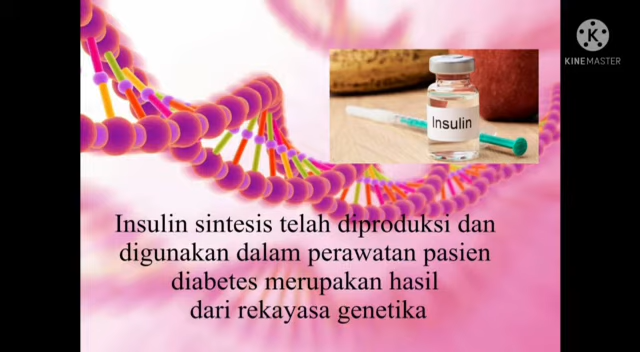 K
KINEMASTER
Insulin
Insulin sintesis telah diproduksi dan
digunakan dalam perawatan pasien
diabetes merupakan hasil
dari rekayasa genetika